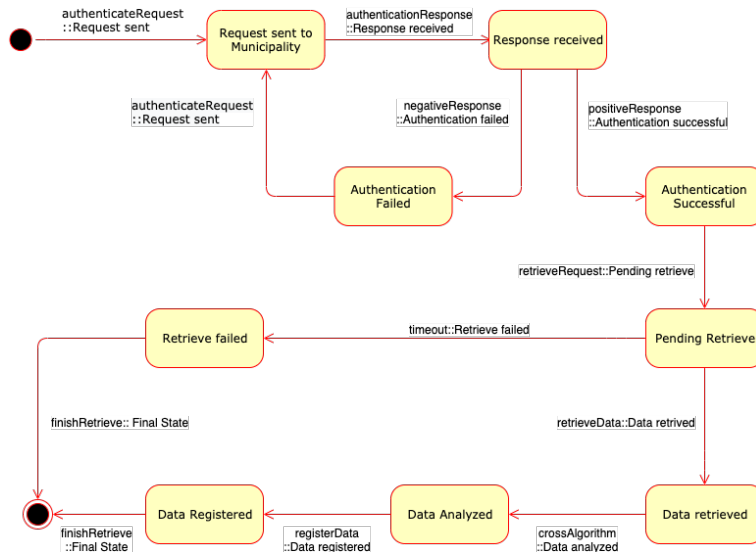 authenticateRequest
::Request sent
Request sent to
Municipality
authenticationResponse
::Response received
Response received
authenticateRequest
::Request sent
negativeResponse
::Authentication failed
positiveResponse
::Authentication successful
Authentication
Failed
Authentication
Successful
retrieveRequest::Pending retrieve
Retrieve failed
timeout::Retrieve failed
Pending Retrieve
finishRetrieve:: Final State
retrieveData::Data retrived
Data Registered
Data Analyzed
Data retrieved
finishRetrieve
::Final State
registerData
::Data registered
crossAlgorithm
::Data analyzed